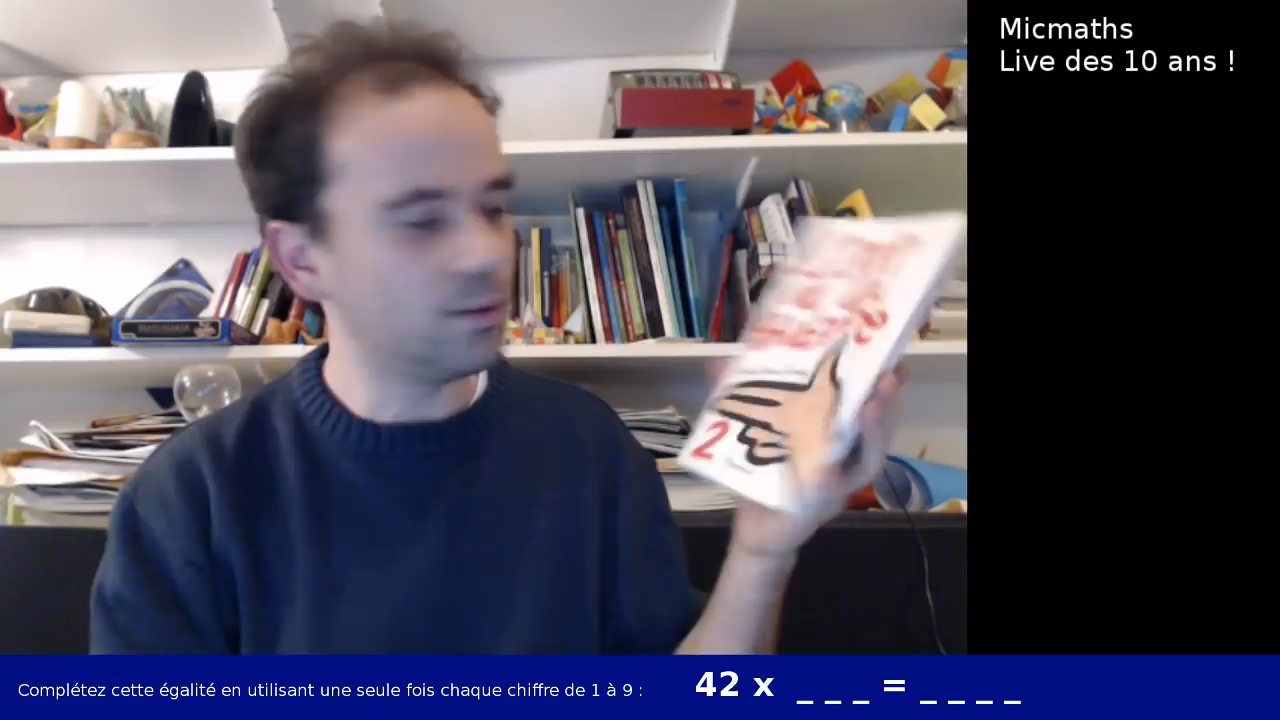 Micmaths
Live des 10 ans !
2
Complétez cette égalité en utilisant une seule fois chaque chiffre de 1 à 9 :
42 x _ _ _ = _ _ _ _